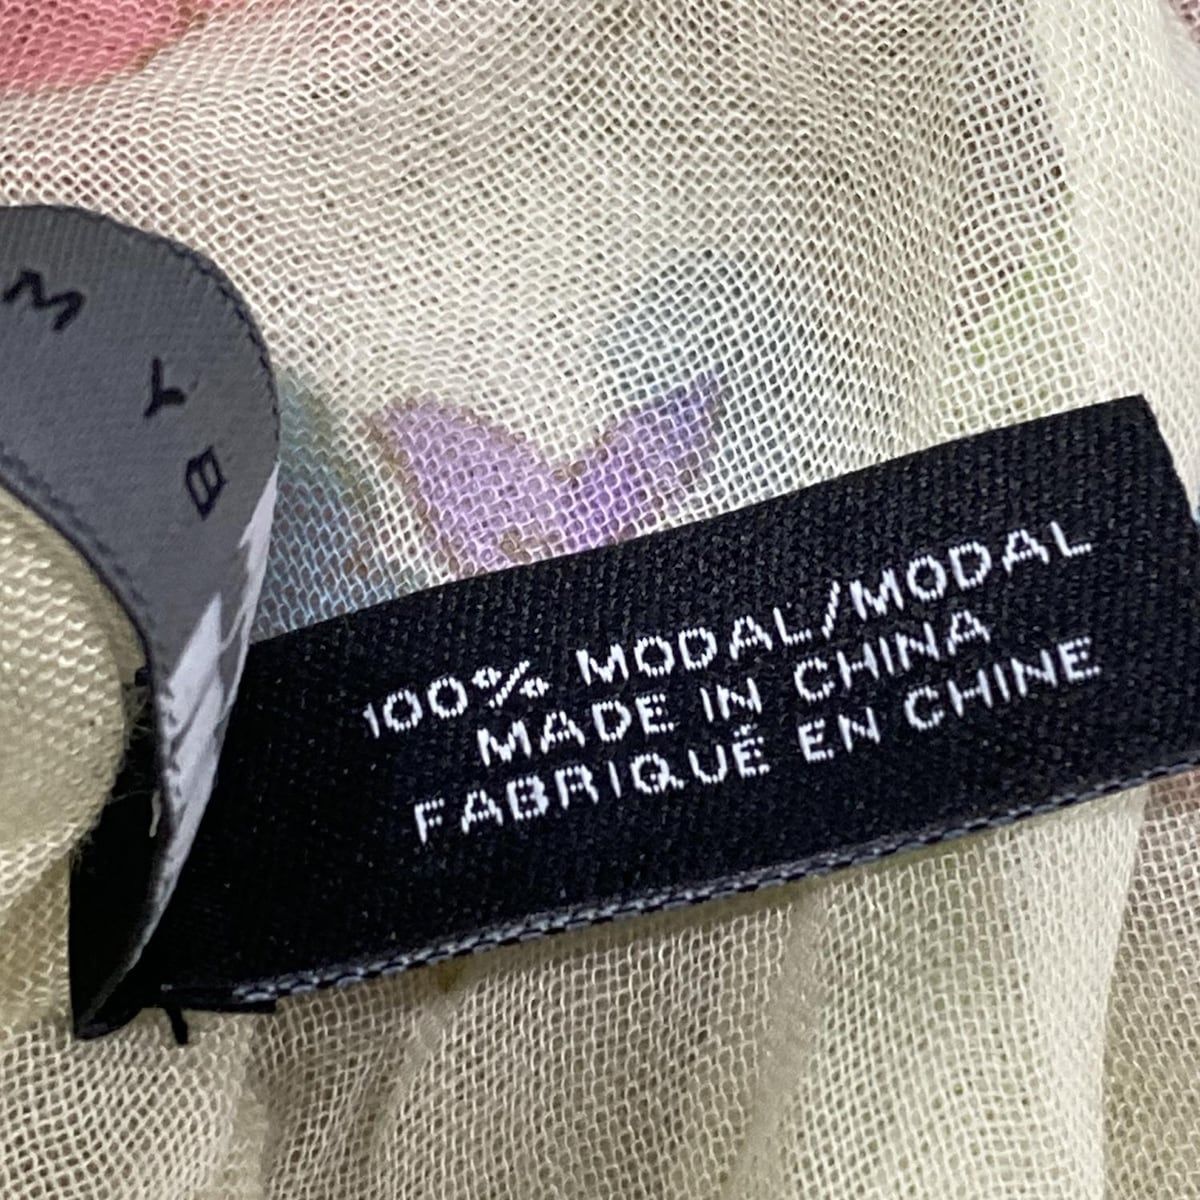 M Y B
100% MODAL/MODAL
MADE IN CHINA
FABRIQUÉ EN CHINE